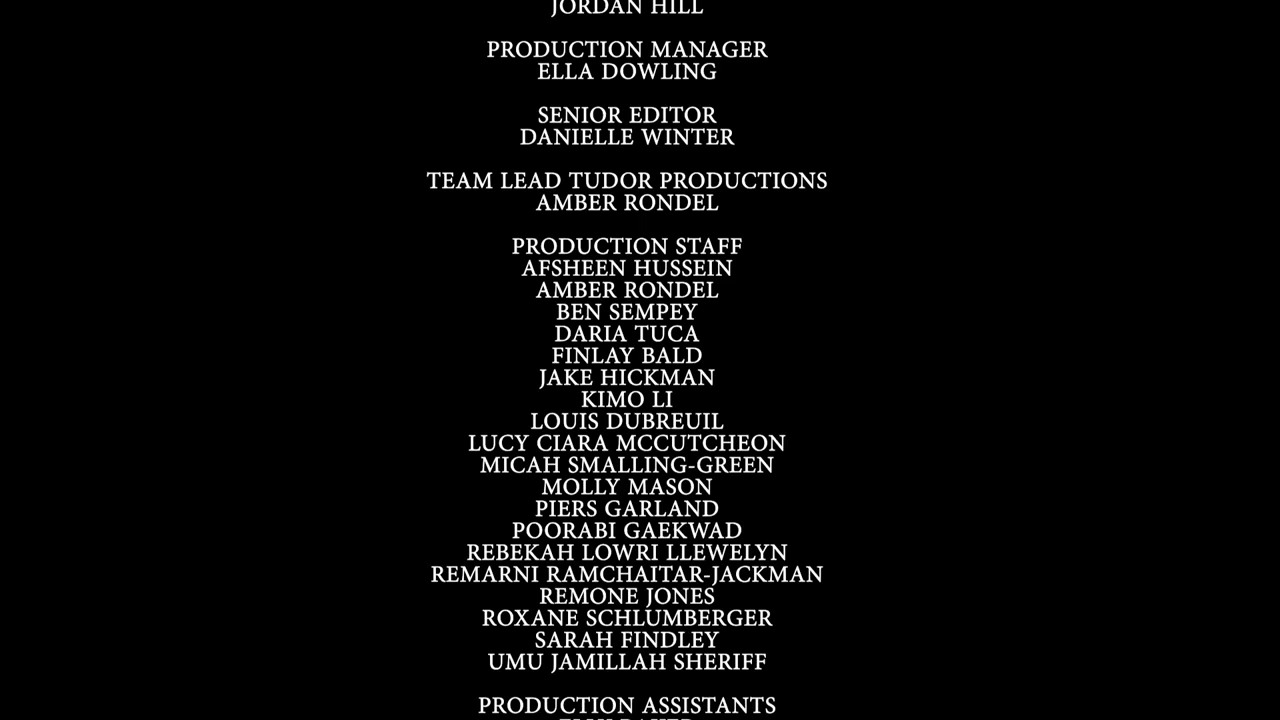 JORDAN HILL
PRODUCTION MANAGER
ELLA DOWLING
SENIOR EDITOR
DANIELLE WINTER
TEAM LEAD TUDOR PRODUCTIONS
AMBER RONDEL
PRODUCTION STAFF
AFSHEEN HUSSEIN
AMBER RONDEL
BEN SEMPEY
DARIA TUCA
FINLAY BALD
JAKE HICKMAN
KIMO LI
LOUIS DUBREUIL
LUCY CIARA MCCUTCHEON
MICAH SMALLING-GREEN
MOLLY MASON
PIERS GARLAND
POORABI GAEKWAD
REBEKAH LOWRI LLEWELYN
REMARNI RAMCHAITAR-JACKMAN
REMONE JONES
ROXANE SCHLUMBERGER
SARAH FINDLEY
UMU JAMILLAH SHERIFF
PRODUCTION ASSISTANTS